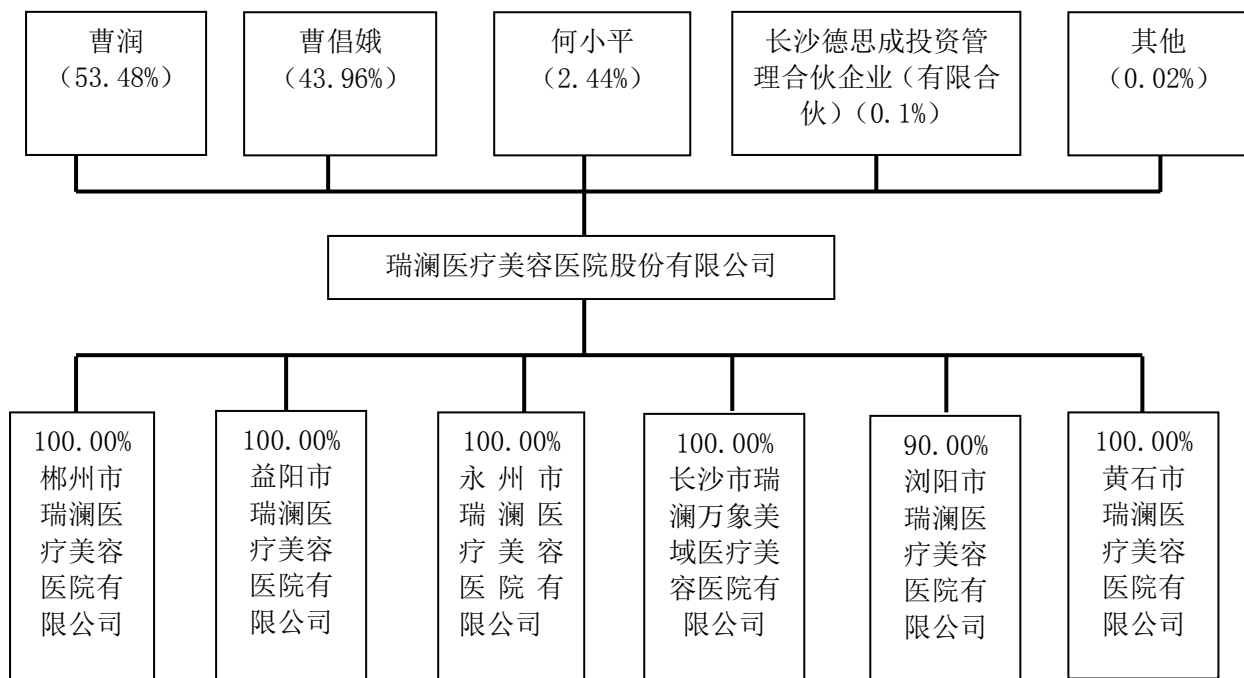 曹润
（53.48%）
曹倡娥
（43.96%）
何小平
（2.44%）
长沙德思成投资管
理合伙企业（有限合
伙）（0.1%）
其他
（0.02%）
瑞澜医疗美容医院股份有限公司
100.00%
郴州市
瑞澜医
疗美容
医院有
限公司
100.00%
益阳市
瑞澜医
疗美容
医院有
限公司
100.00%
永 州 市
瑞 澜 医
疗 美 容
医 院 有
限公司
100.00%
长沙市瑞
澜万象美
域医疗美
容医院有
限公司
90.00%
浏阳市
瑞澜医
疗美容
医院有
限公司
100.00%
黄石市
瑞澜医
疗美容
医院有
限公司